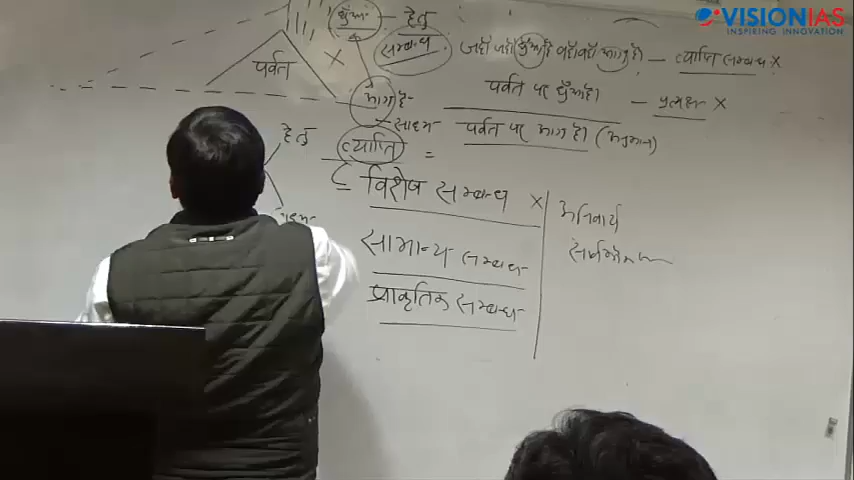 VISIONIAS
INSPIRING INNOVATION
धुँआ - हेतु
सम्बन्ध
जहाँ जहाँ धुँआ है वहाँ वहाँ आग है - व्याप्ति सम्बन्ध ×
पर्वत
×
पर्वत पर धुँआ है। - प्रत्यक्ष ×
आग है - साध्य
पर्वत पर आग है। (अनुमान)
हेतु
व्याप्ति =
विशेष सम्बन्ध ×
अनिवार्य
सामान्य सम्बन्ध
प्राकृतिक सम्बन्ध